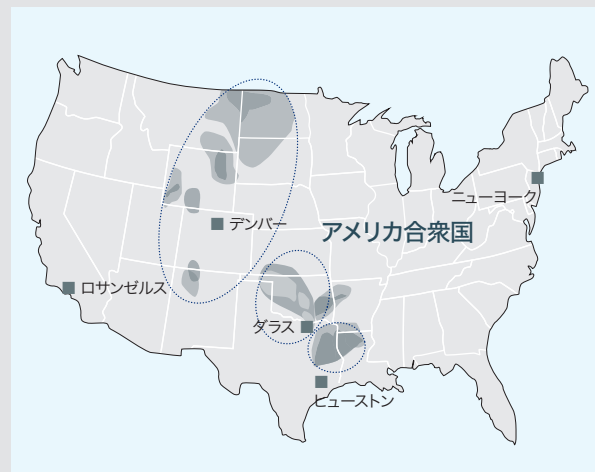 ニューヨーク
デンバー
アメリカ合衆国
ロサンゼルス
ダラス
ヒューストン